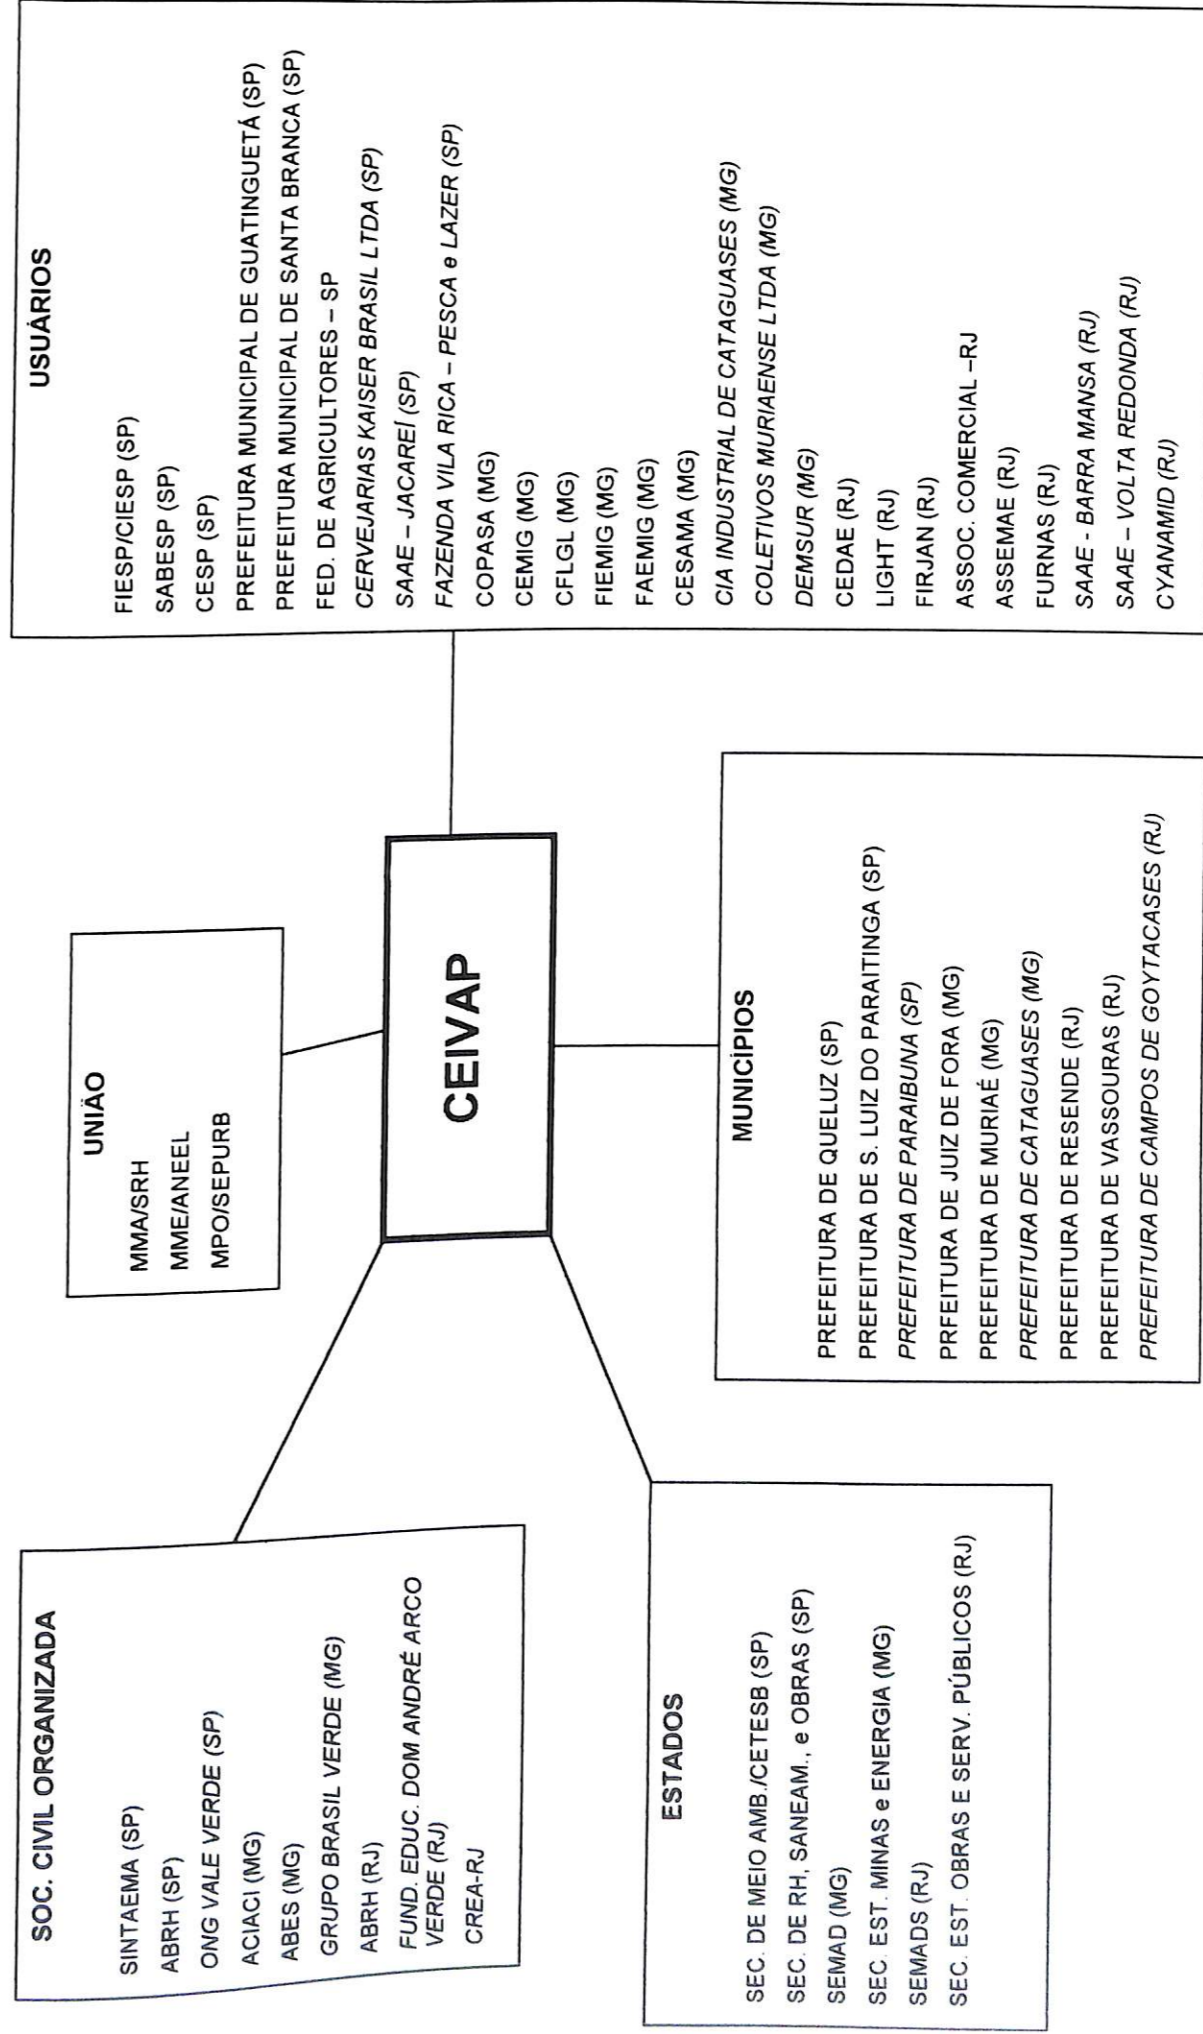 SOC. CIVIL ORGANIZADA
SINTAEMA (SP)
ABRH (SP)
ONG VALE VERDE (SP)
ACIACI (MG)
ABES (MG)
GRUPO BRASIL VERDE (MG)
ABRH (RJ)
FUND. EDUC. DOM ANDRÉ ARCO
VERDE (RJ)
CREA-RJ
UNIÃO
MMA/SRH
MME/ANEEL
MPO/SEPURB
USUÁRIOS
FIESP/CIESP (SP)
SABESP (SP)
CESP (SP)
PREFEITURA MUNICIPAL DE GUATINGUETÁ (SP)
PREFEITURA MUNICIPAL DE SANTA BRANCA (SP)
FED. DE AGRICULTORES – SP
CERVEJARIAS KAISER BRASIL LTDA (SP)
SAAE – JACAREÍ (SP)
FAZENDA VILA RICA – PESCA e LAZER (SP)
COPASA (MG)
CEMIG (MG)
CFLGL (MG)
FIEMIG (MG)
FAEMIG (MG)
CESAMA (MG)
CIA INDUSTRIAL DE CATAGUASES (MG)
COLETIVOS MURIAENSE LTDA (MG)
DEMSUR (MG)
CEDAE (RJ)
LIGHT (RJ)
FIRJAN (RJ)
ASSOC. COMERCIAL –RJ
ASSEMAE (RJ)
FURNAS (RJ)
SAAE - BARRA MANSA (RJ)
SAAE – VOLTA REDONDA (RJ)
CYANAMID (RJ)
CEIVAP
ESTADOS
SEC. DE MEIO AMB./CETESB (SP)
SEC. DE RH, SANEAM., e OBRAS (SP)
SEMAD (MG)
SEC. EST. MINAS e ENERGIA (MG)
SEMADS (RJ)
SEC. EST. OBRAS E SERV. PÚBLICOS (RJ)
MUNICÍPIOS
PREFEITURA DE QUELUZ (SP)
PREFEITURA DE S. LUIZ DO PARAITINGA (SP)
PREFEITURA DE PARAIBUNA (SP)
PRFEITURA DE JUIZ DE FORA (MG)
PREFEITURA DE MURIAÉ (MG)
PREFEITURA DE CATAGUASES (MG)
PREFEITURA DE RESENDE (RJ)
PREFEITURA DE VASSOURAS (RJ)
PREFEITURA DE CAMPOS DE GOYTACASES (RJ)